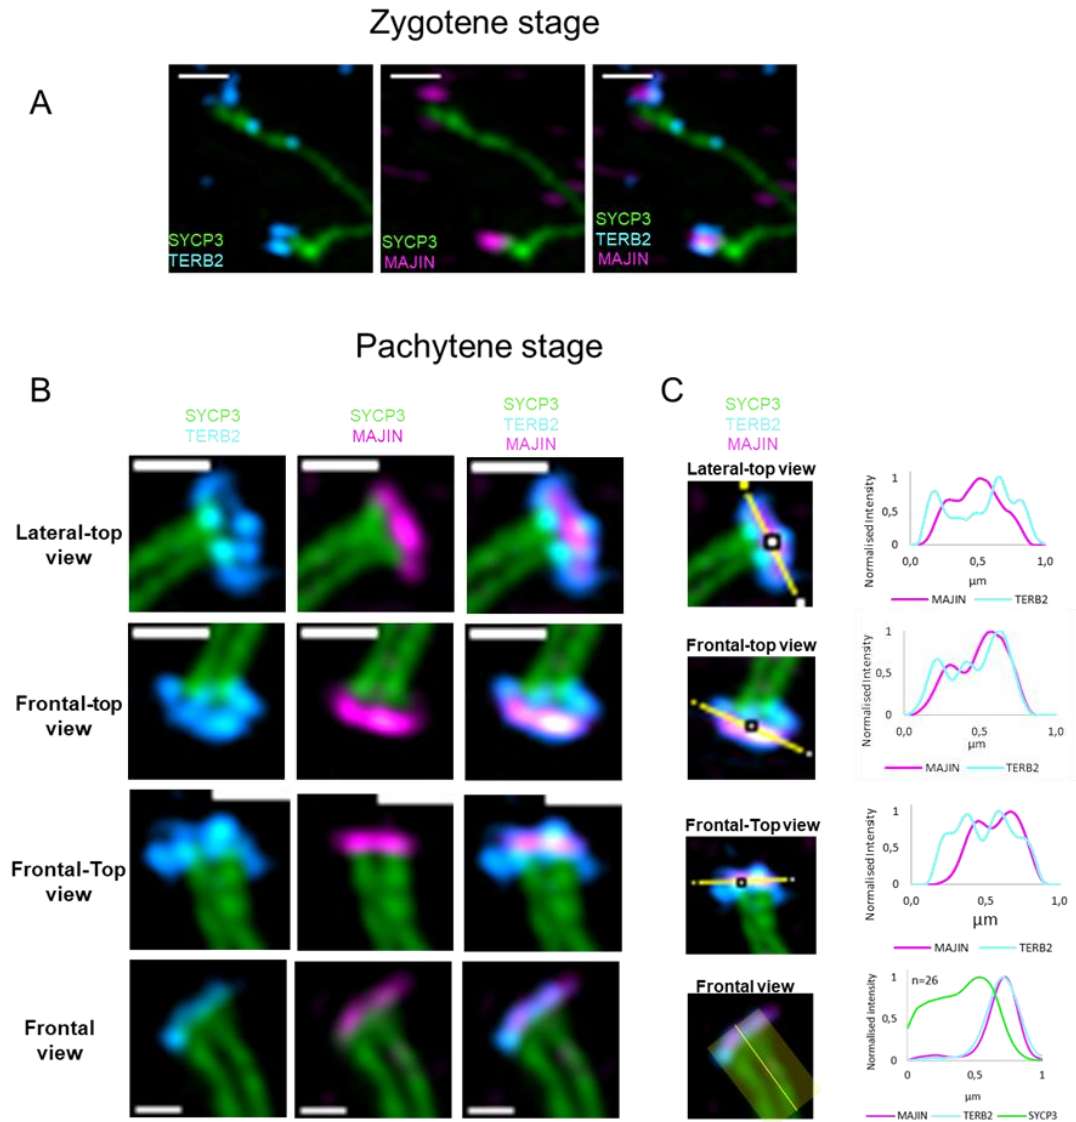 Zygotene stage
A
SYCP3
TERB2
SYCP3
MAJIN
SYCP3
TERB2
MAJIN
Pachytene stage
B
SYCP3
TERB2
SYCP3
MAJIN
SYCP3
TERB2
MAJIN
Lateral-top
view
Frontal-top
view
Frontal-Top
view
Frontal
view
C
SYCP3
TERB2
MAJIN
Lateral-top view
Normalised Intensity
1
0,5
0
0,0 0,5 1,0
µm
MAJIN TERB2
Frontal-top view
Normalised Intensity
1
0,5
0
0,0 0,5 1,0
µm
MAJIN TERB2
Frontal-Top view
Normalised Intensity
1
0,5
0
0,0 0,5 1,0
µm
MAJIN TERB2
Frontal view
Normalised Intensity
n=26
1
0,5
0
0 0,5 1
µm
MAJIN TERB2 SYCP3